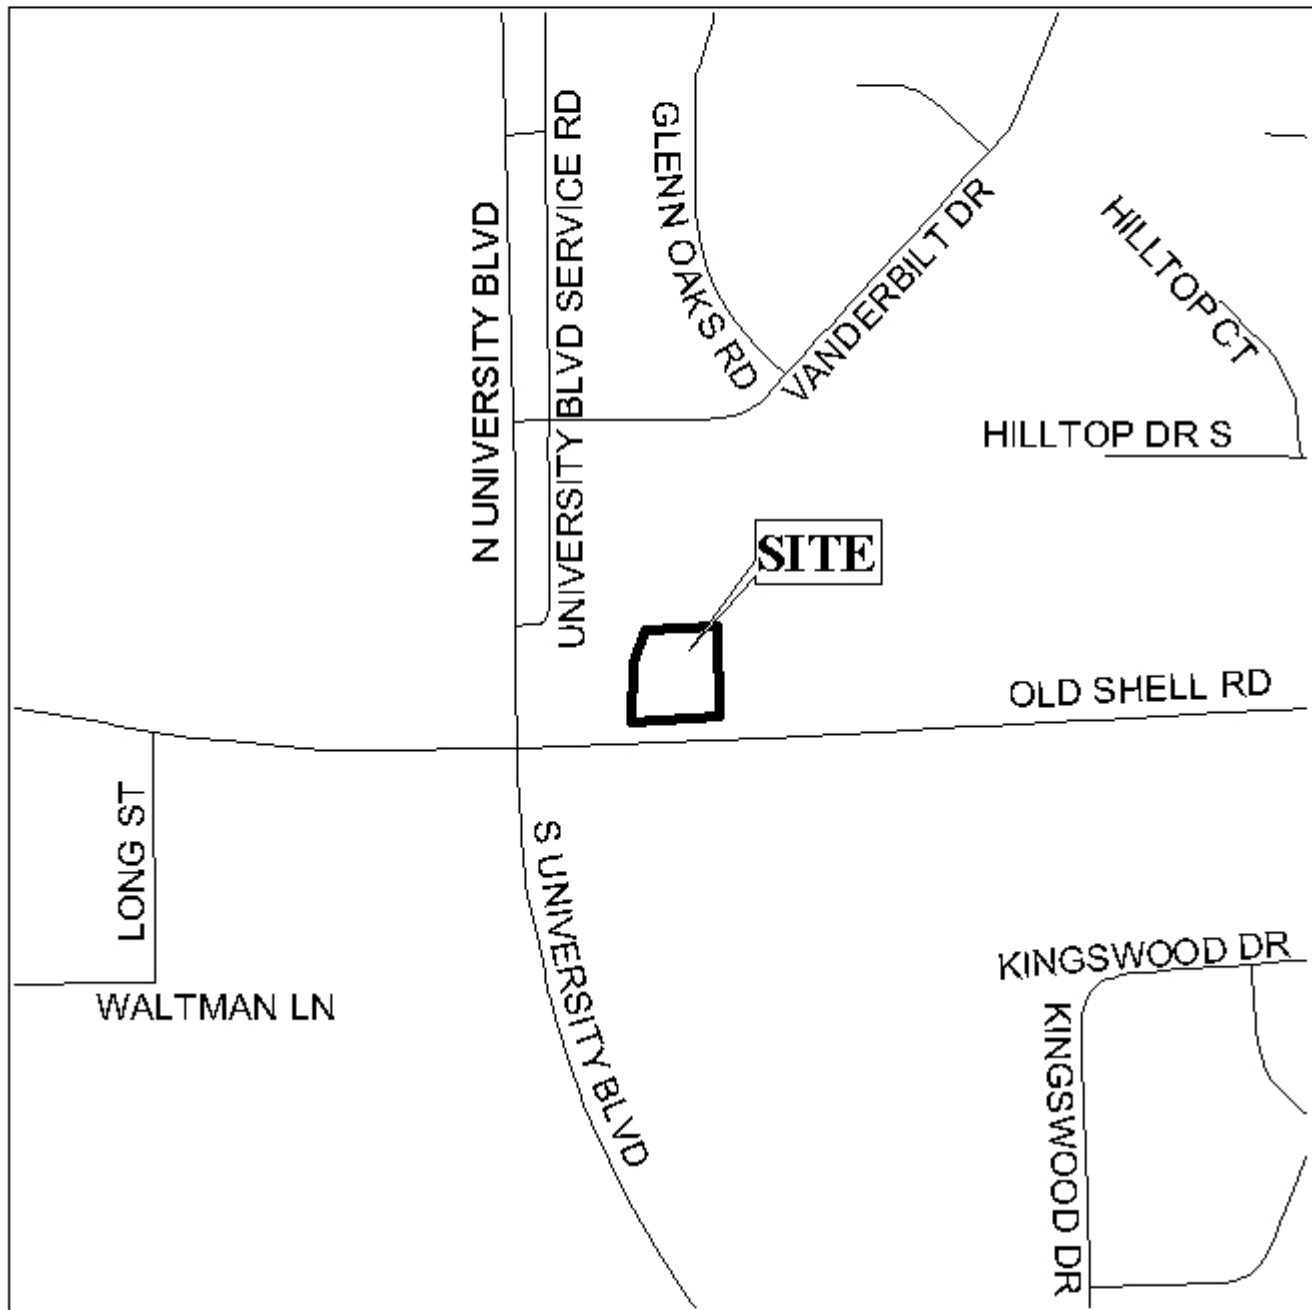 N UNIVERSITY BLVD
UNIVERSITY BLVD SERVICE RD
GLENN OAKS RD
VANDERBILT DR
HILLTOP CT
HILLTOP DR S
SITE
OLD SHELL RD
LONG ST
WALTMAN LN
S UNIVERSITY BLVD
KINGSWOOD DR
KINGSWOOD DR